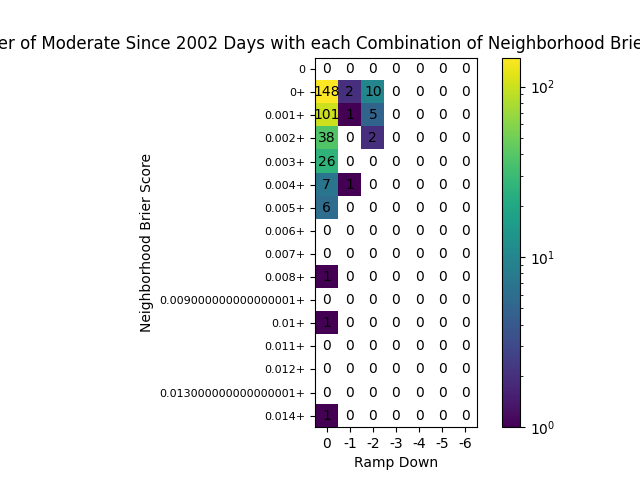 er of Moderate Since 2002 Days with each Combination of Neighborhood Brie
0 0 0 0 0 0 0 0
0+ 148 2 10 0 0 0 0
0.001+ 101 1 5 0 0 0 0
0.002+ 38 0 2 0 0 0 0
0.003+ 26 0 0 0 0 0 0
0.004+ 7 1 0 0 0 0 0
0.005+ 6 0 0 0 0 0 0
0.006+ 0 0 0 0 0 0 0
0.007+ 0 0 0 0 0 0 0
0.008+ 1 0 0 0 0 0 0
0.009000000000000001+ 0 0 0 0 0 0 0
0.01+ 1 0 0 0 0 0 0
0.011+ 0 0 0 0 0 0 0
0.012+ 0 0 0 0 0 0 0
0.013000000000000001+ 0 0 0 0 0 0 0
0.014+ 1 0 0 0 0 0 0
0 -1 -2 -3 -4 -5 -6
Ramp Down
Neighborhood Brier Score
10²
10¹
10⁰